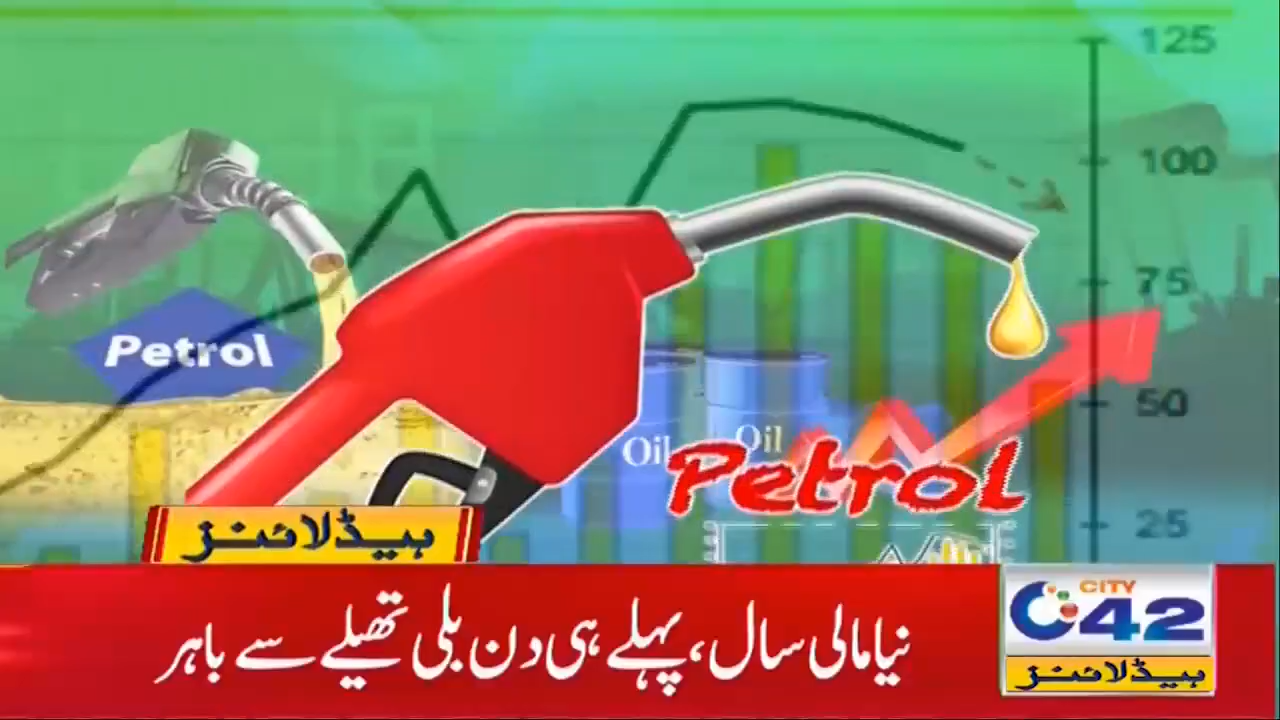 125
100
75
Petrol
50
Oil
Oil
Petrol
25
ہیڈلائنز
نیا مالی سال، پہلے ہی دن بلی تھیلے سے باہر
CITY
42
ہیڈلائنز